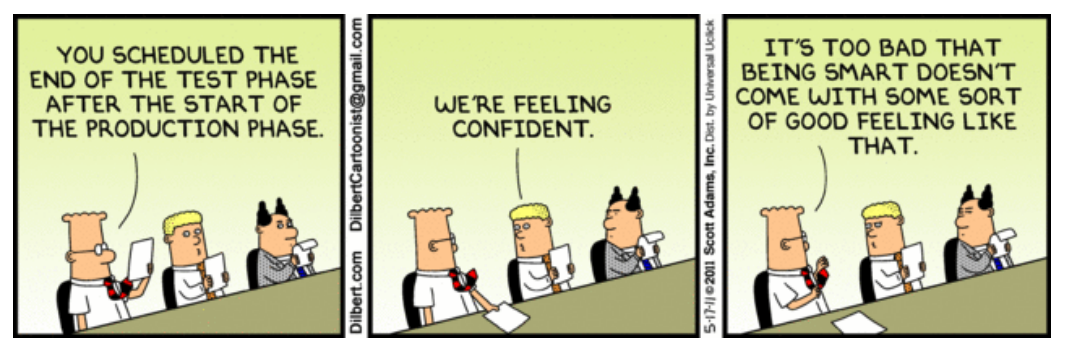 YOU SCHEDULED THE
END OF THE TEST PHASE
AFTER THE START OF
THE PRODUCTION PHASE.
Dilbert.com DilbertCartoonist@gmail.com
WE'RE FEELING
CONFIDENT.
5-17-11 ©2011 Scott Adams, Inc. Dist. by Universal Uclick
IT'S TOO BAD THAT
BEING SMART DOESN'T
COME WITH SOME SORT
OF GOOD FEELING LIKE
THAT.